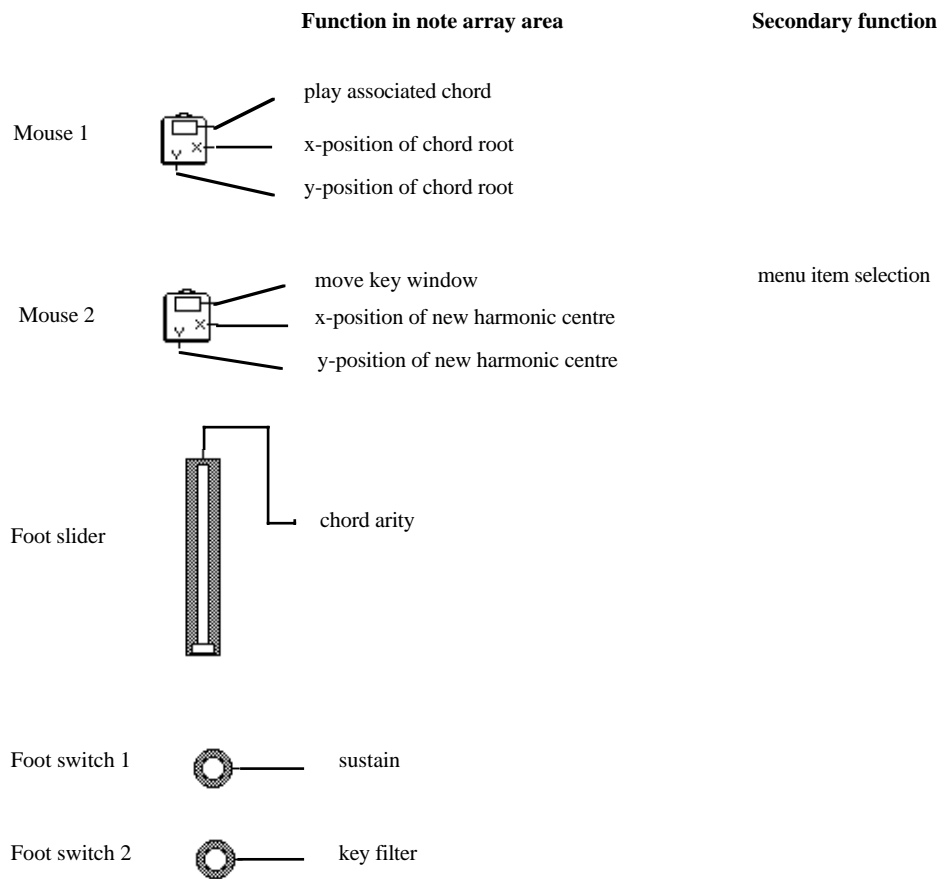 Function in note array area Secondary function
play associated chord
Mouse 1
x-position of chord root
y-position of chord root
Y X
move key window menu item selection
Mouse 2
x-position of new harmonic centre
y-position of new harmonic centre
Y X
chord arity
Foot slider
Foot switch 1 sustain
Foot switch 2 key filter